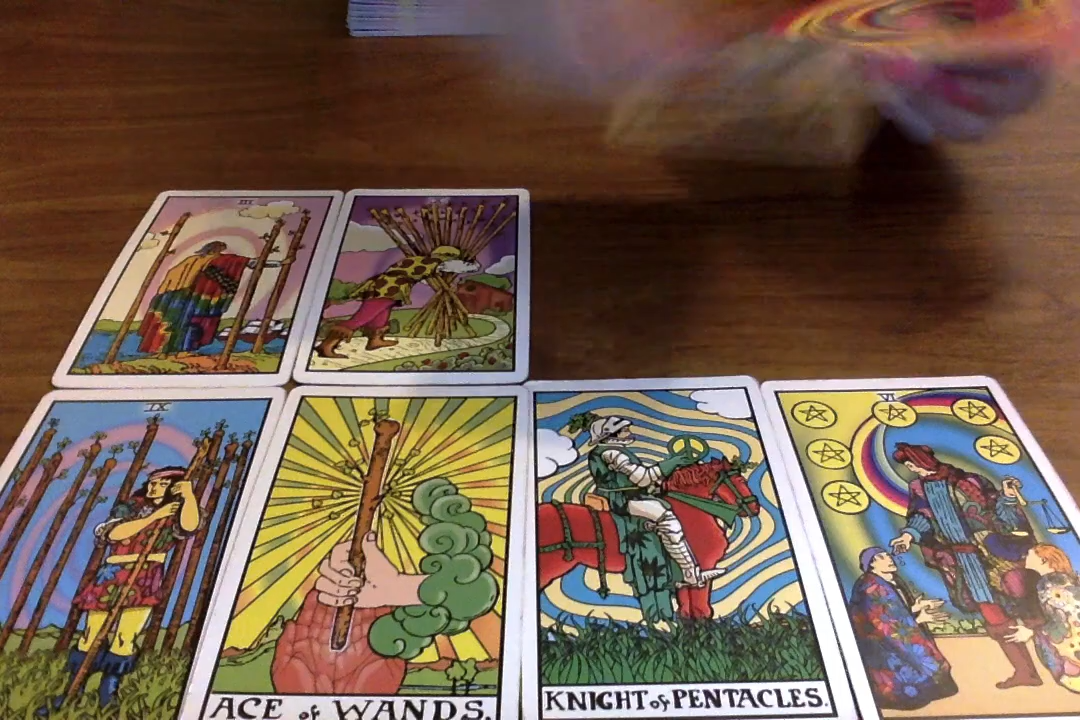 III
IX
VI
ACE of WANDS.
KNIGHT of PENTACLES.